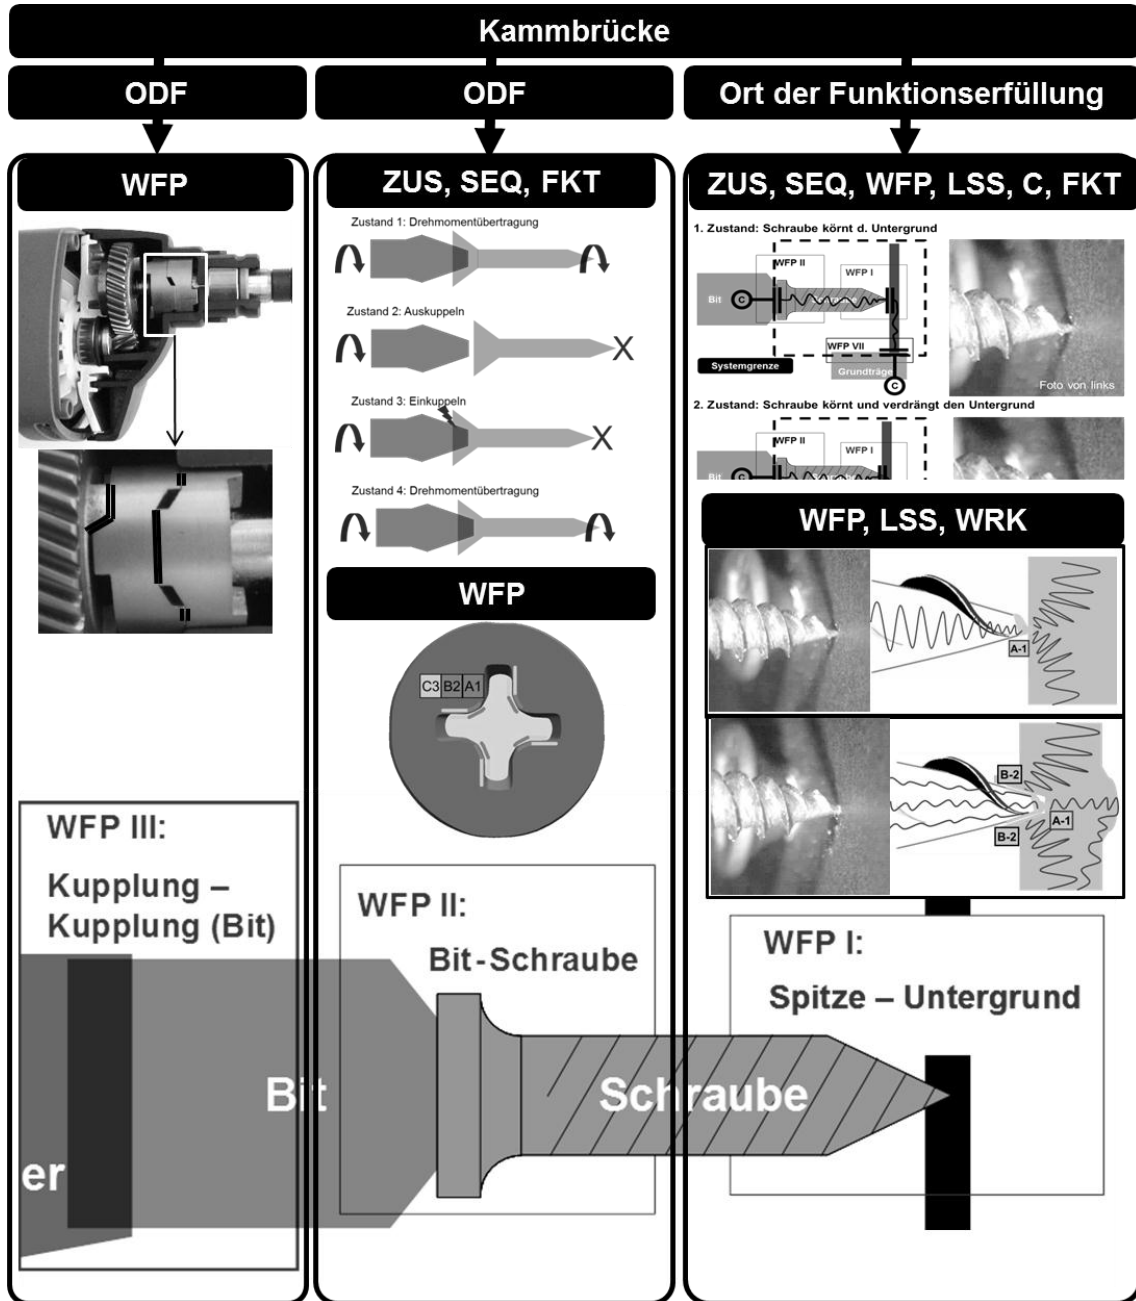 Kammbrücke
ODF
WFP
WFP III:
Kupplung –
Kupplung (Bit)
er
Bit
ODF
ZUS, SEQ, FKT
Zustand 1: Drehmomentübertragung
Zustand 2: Auskuppeln
X
Zustand 3: Einkuppeln
X
Zustand 4: Drehmomentübertragung
WFP
C3 B2 A1
WFP II:
Bit - Schraube
Schraube
Ort der Funktionserfüllung
ZUS, SEQ, WFP, LSS, C, FKT
1. Zustand: Schraube körnt d. Untergrund
WFP II
WFP I
Bit
C
Schraube
WFP VII
Systemgrenze
Grundträge
C
Foto von links
2. Zustand: Schraube körnt und verdrängt den Untergrund
WFP II
WFP I
Bit
C
WFP, LSS, WRK
A-1
B-2
A-1
B-2
WFP I:
Spitze – Untergrund